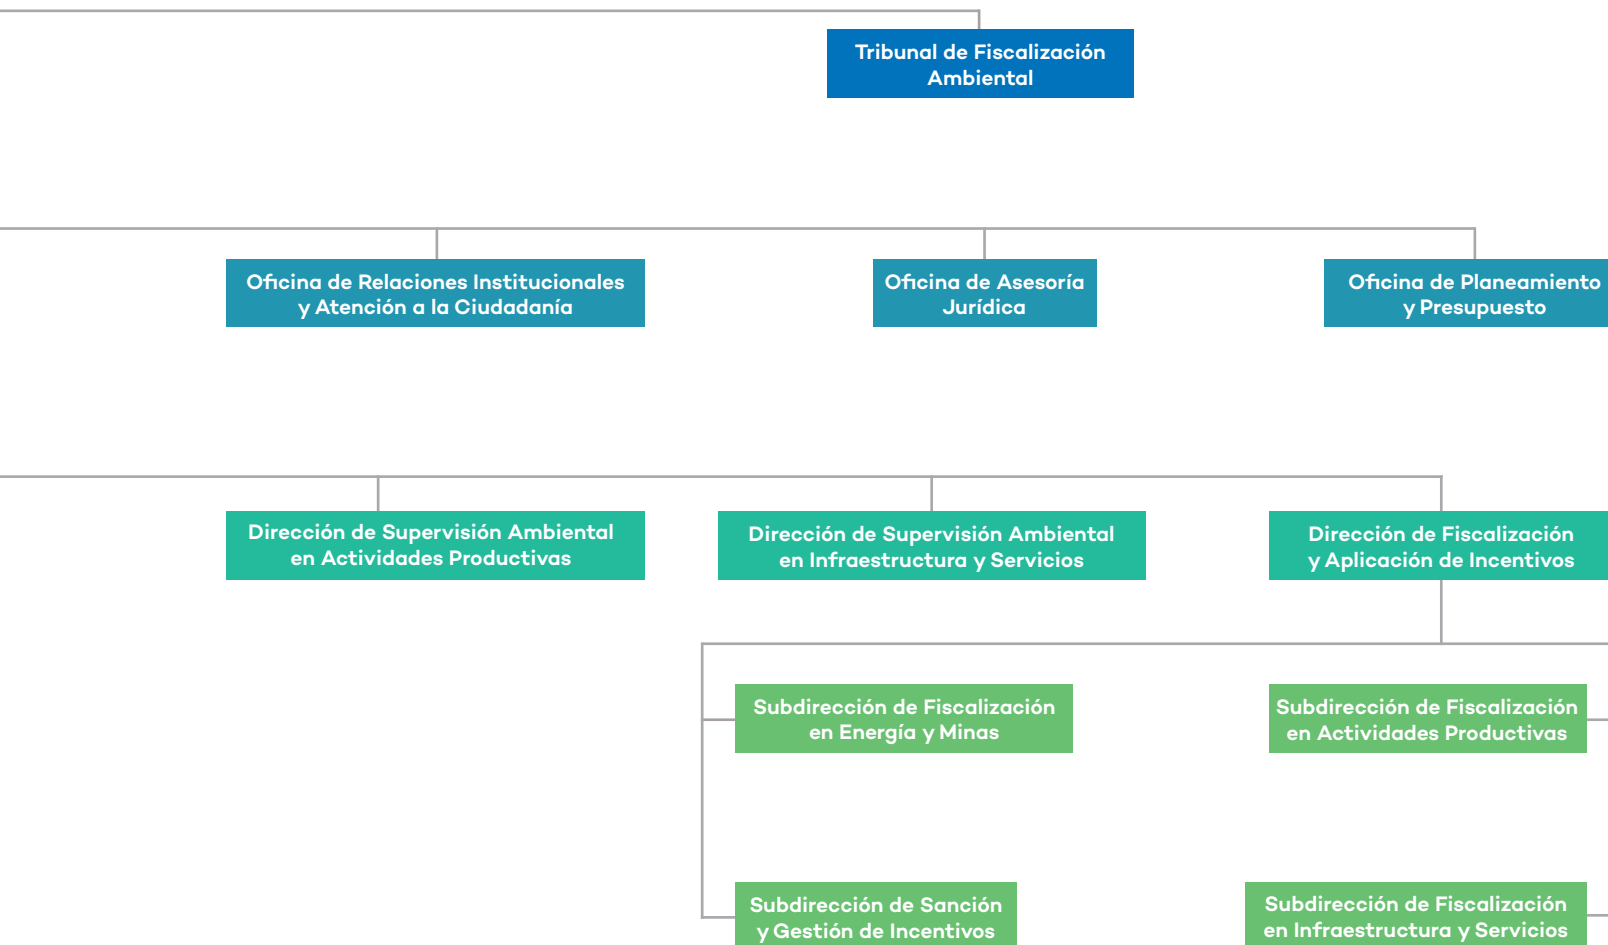 Tribunal de Fiscalización
Ambiental
Oficina de Relaciones Institucionales
y Atención a la Ciudadanía
Oficina de Asesoría
Jurídica
Oficina de Planeamiento
y Presupuesto
Dirección de Supervisión Ambiental
en Actividades Productivas
Dirección de Supervisión Ambiental
en Infraestructura y Servicios
Dirección de Fiscalización
y Aplicación de Incentivos
Subdirección de Fiscalización
en Energía y Minas
Subdirección de Fiscalización
en Actividades Productivas
Subdirección de Sanción
y Gestión de Incentivos
Subdirección de Fiscalización
en Infraestructura y Servicios